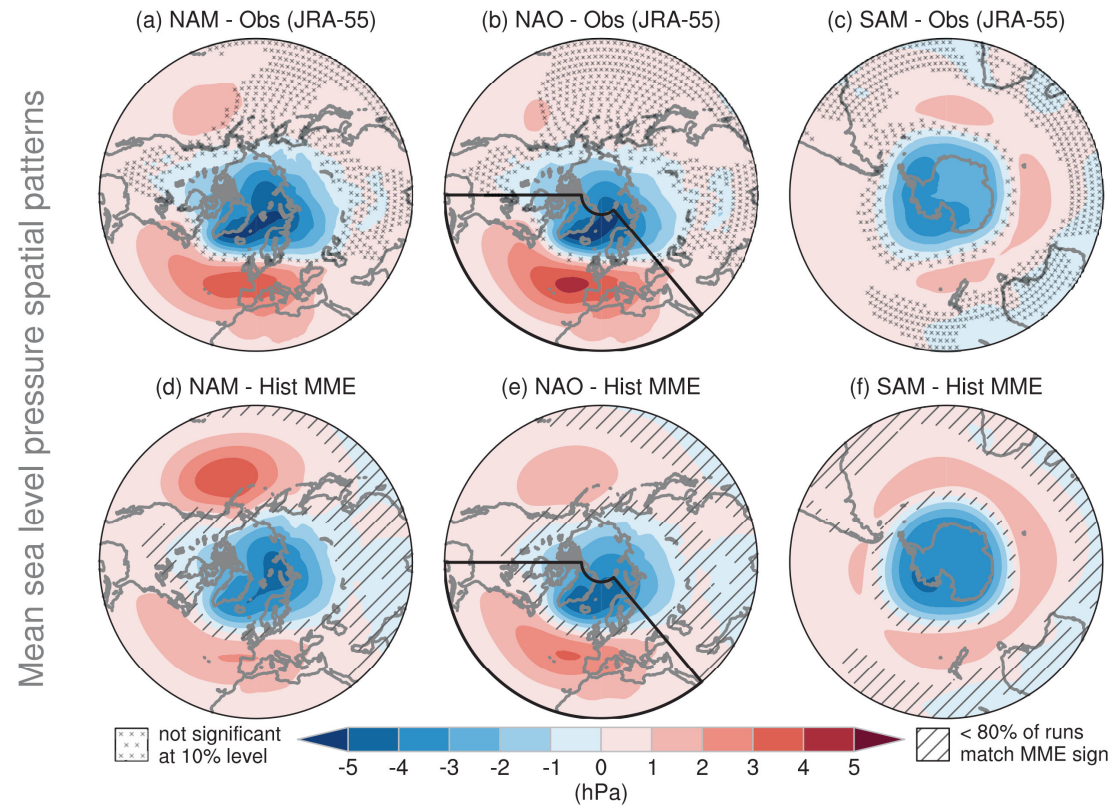 (a) NAM - Obs (JRA-55)
(b) NAO - Obs (JRA-55)
(c) SAM - Obs (JRA-55)
Mean sea level pressure spatial patterns
(d) NAM - Hist MME
(e) NAO - Hist MME
(f) SAM - Hist MME
not significant
at 10% level
-5 -4 -3 -2 -1 0 1 2 3 4 5
(hPa)
< 80% of runs
match MME sign